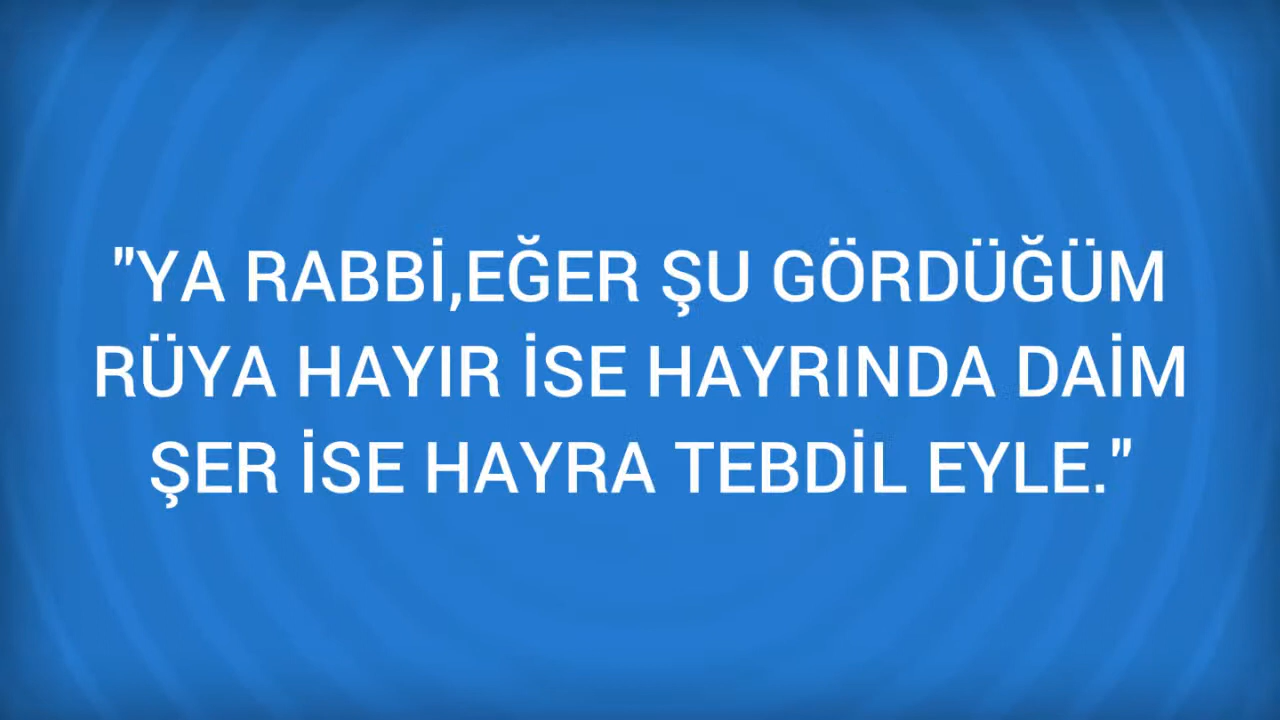 "YA RABBİ,EĞER ŞU GÖRDÜĞÜM
RÜYA HAYIR İSE HAYRINDA DAİM
ŞER İSE HAYRA TEBDİL EYLE."